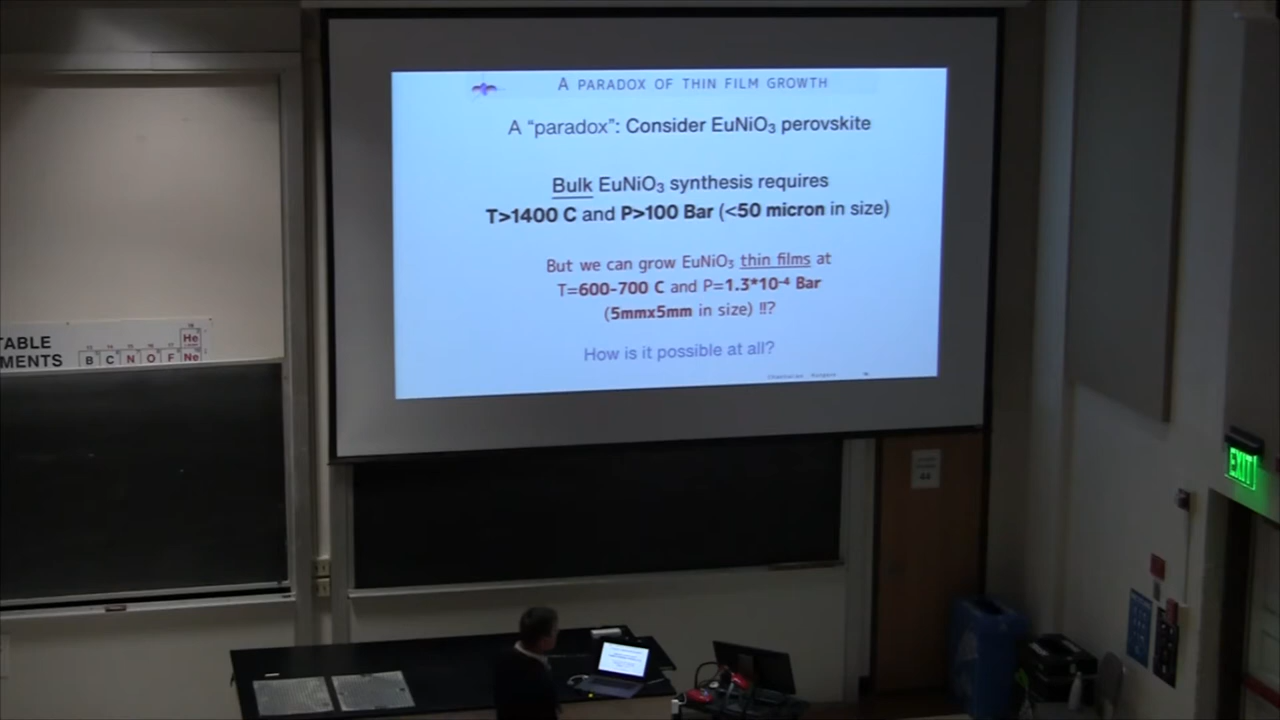 A PARADOX OF THIN FILM GROWTH
A “paradox”: Consider EuNiO₃ perovskite
Bulk EuNiO₃ synthesis requires
T>1400 C and P>100 Bar (<50 micron in size)
But we can grow EuNiO₃ thin films at
T=600-700 C and P=1.3*10⁻⁴ Bar
(5mmx5mm in size) !!?
How is it possible at all?
TABLE
MENTS
He
B C N O F Ne
EXIT